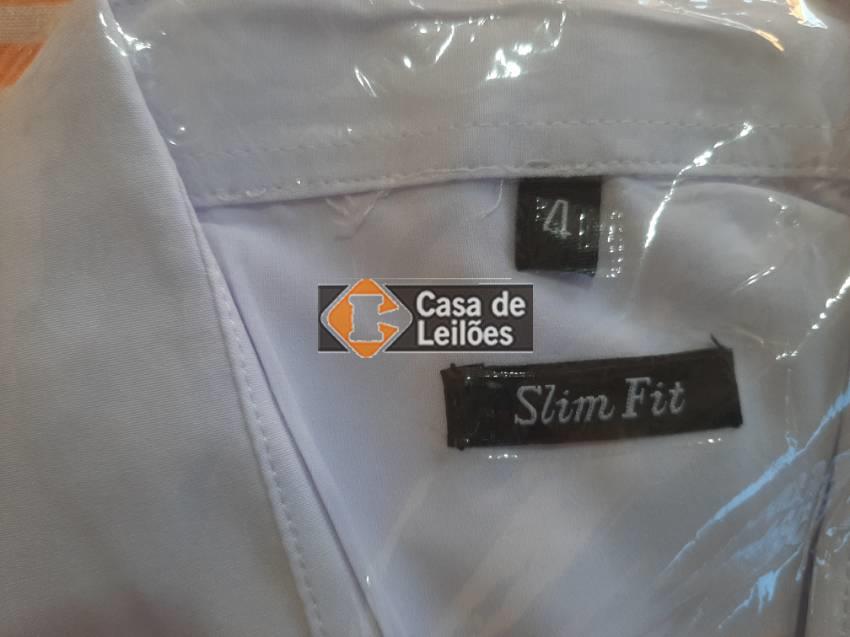 4
Casa de
Leilões
Slim Fit